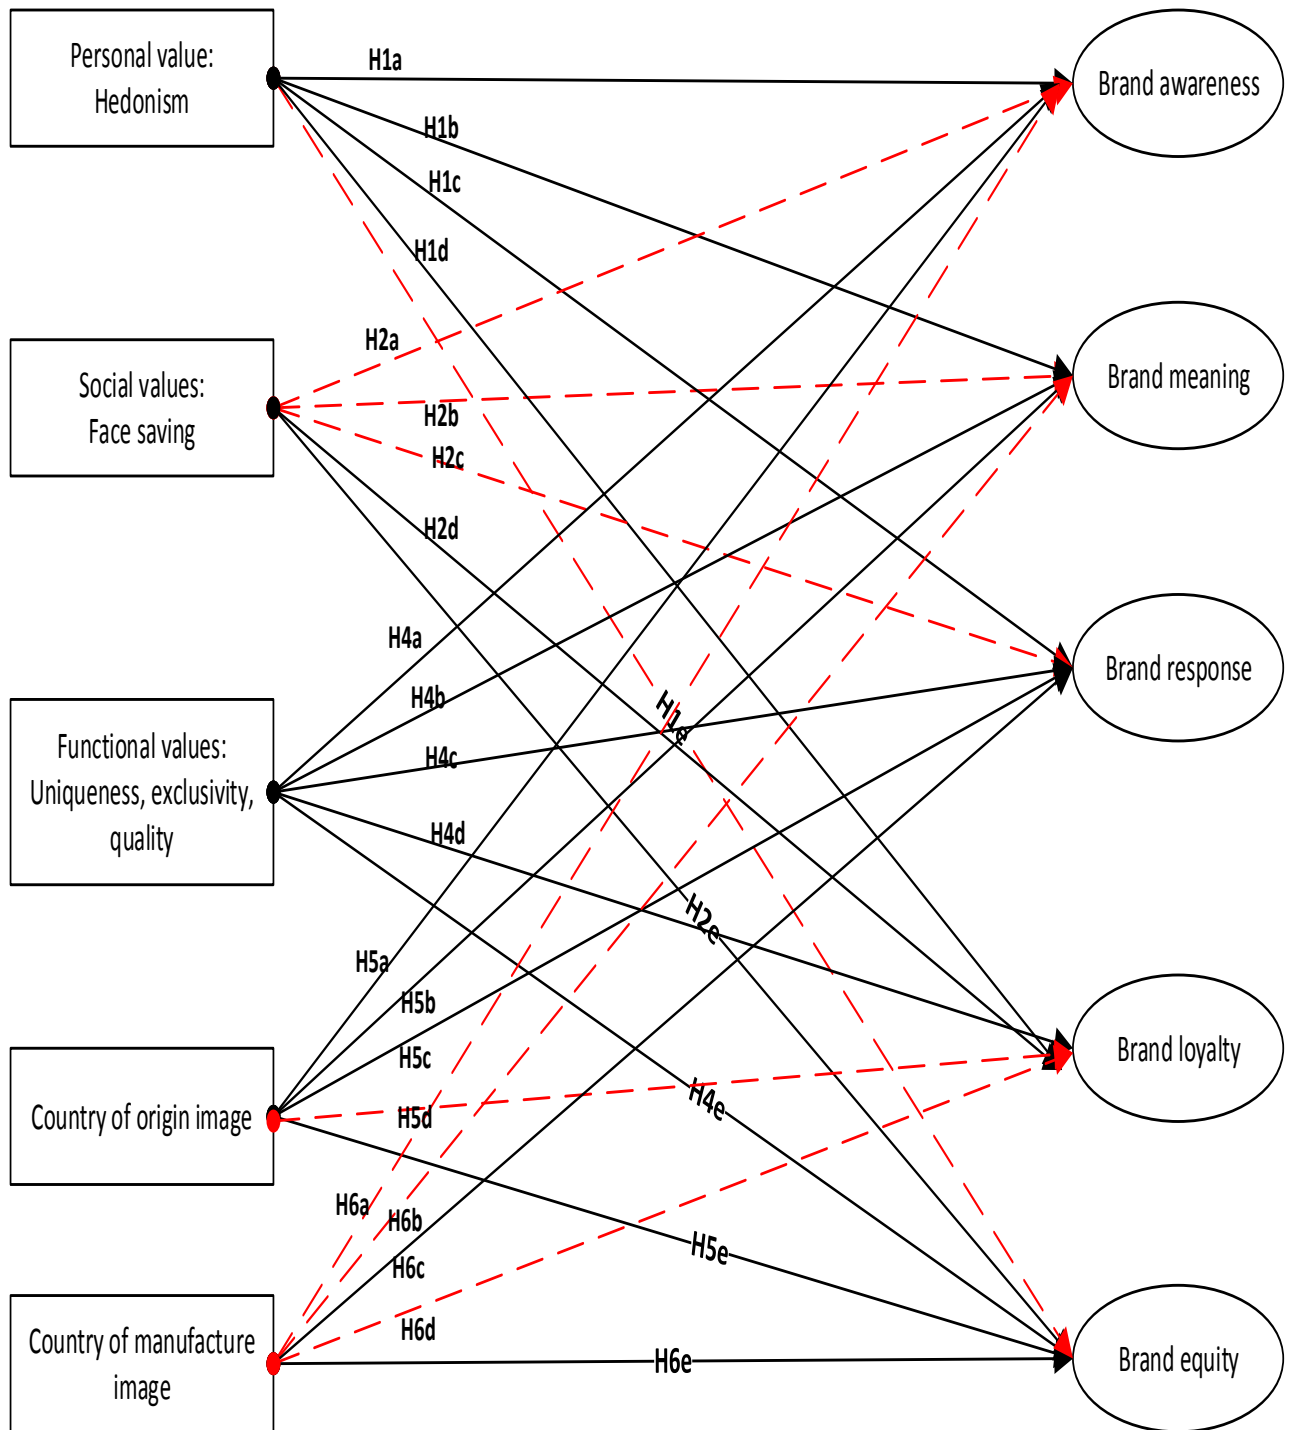 Personal value:
Hedonism
Social values:
Face saving
Functional values:
Uniqueness, exclusivity,
quality
Country of origin image
Country of manufacture
image
H1a
H1b
H1c
H1d
H1e
H2a
H2b
H2c
H2d
H2e
H4a
H4b
H4c
H4d
H4e
H5a
H5b
H5c
H5d
H5e
H6a
H6b
H6c
H6d
H6e
Brand awareness
Brand meaning
Brand response
Brand loyalty
Brand equity